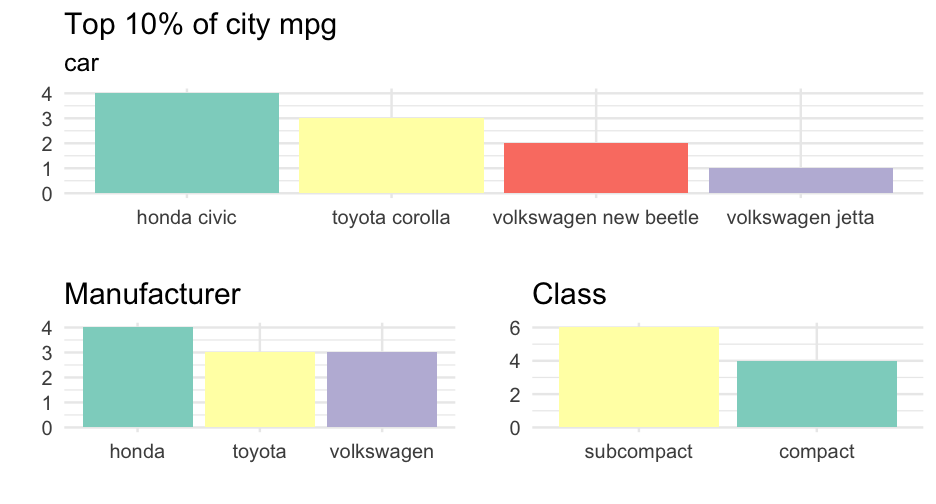 Top 10% of city mpg
car
4
3
2
1
0
honda civic toyota corolla volkswagen new beetle volkswagen jetta
Manufacturer
4
3
2
1
0
honda toyota volkswagen
Class
6
4
2
0
subcompact compact